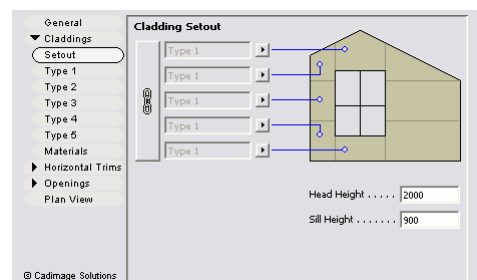 General
Claddings
Setout
Type 1
Type 2
Type 3
Type 4
Type 5
Materials
Horizontal Trims
Openings
Plan View
© Cadimage Solutions
Cladding Setout
Type 1
Type 1
Type 1
Type 1
Type 1
Head Height ..... 2000
Sill Height ....... 900